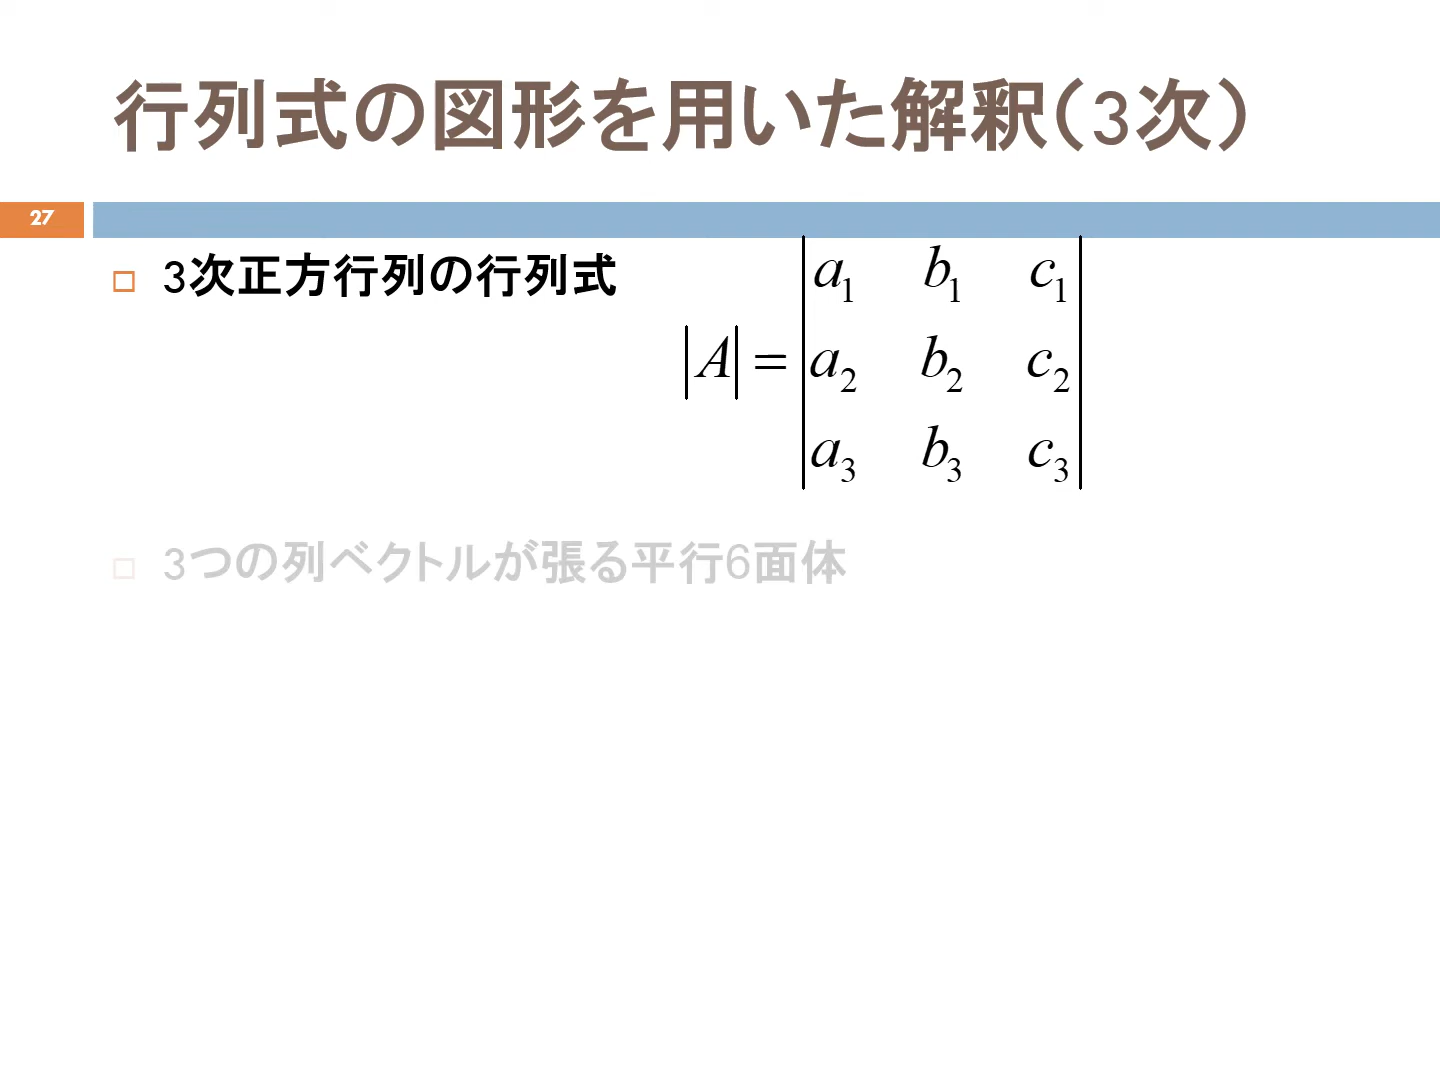 行列式の図形を用いた解釈（3次）
27
3次正方行列の行列式
|A| = | a₁ b₁ c₁ |
| a₂ b₂ c₂ |
| a₃ b₃ c₃ |
3つの列ベクトルが張る平行6面体